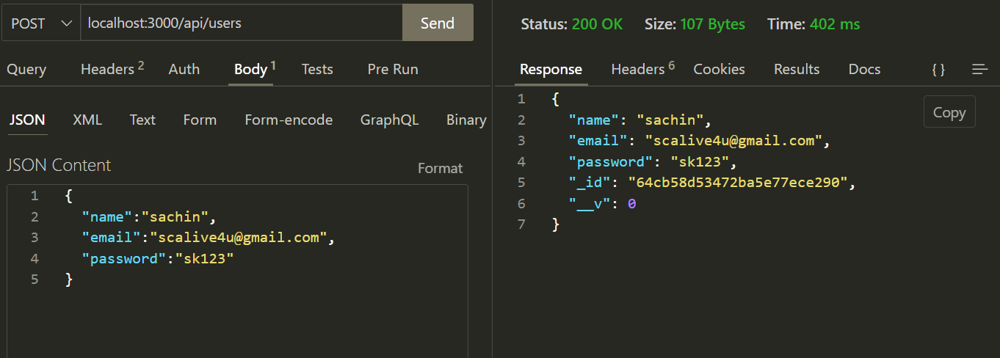 POST localhost:3000/api/users Send
Query Headers 2 Auth Body 1 Tests Pre Run
JSON XML Text Form Form-encode GraphQL Binary
JSON Content Format
1 {
2 "name":"sachin",
3 "email":"scalive4u@gmail.com",
4 "password":"sk123"
5 }
Status: 200 OK Size: 107 Bytes Time: 402 ms
Response Headers 6 Cookies Results Docs { }
Copy
1 {
2 "name": "sachin",
3 "email": "scalive4u@gmail.com",
4 "password": "sk123",
5 "_id": "64cb58d53472ba5e77ece290",
6 "__v": 0
7 }